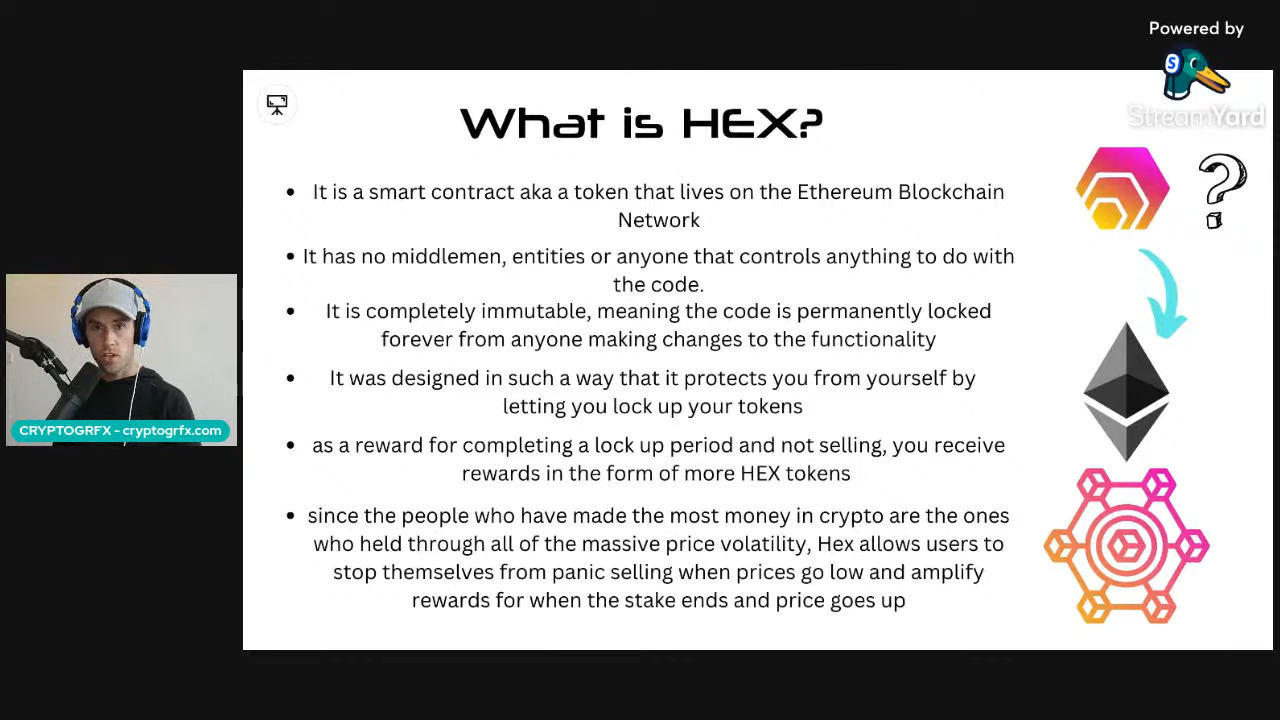 Powered by
S
StreamYard
What is HEX?
?
• It is a smart contract aka a token that lives on the Ethereum Blockchain
Network
• It has no middlemen, entities or anyone that controls anything to do with
the code.
• It is completely immutable, meaning the code is permanently locked
forever from anyone making changes to the functionality
• It was designed in such a way that it protects you from yourself by
letting you lock up your tokens
• as a reward for completing a lock up period and not selling, you receive
rewards in the form of more HEX tokens
• since the people who have made the most money in crypto are the ones
who held through all of the massive price volatility, Hex allows users to
stop themselves from panic selling when prices go low and amplify
rewards for when the stake ends and price goes up
CRYPTOGRFX - cryptogrfx.com